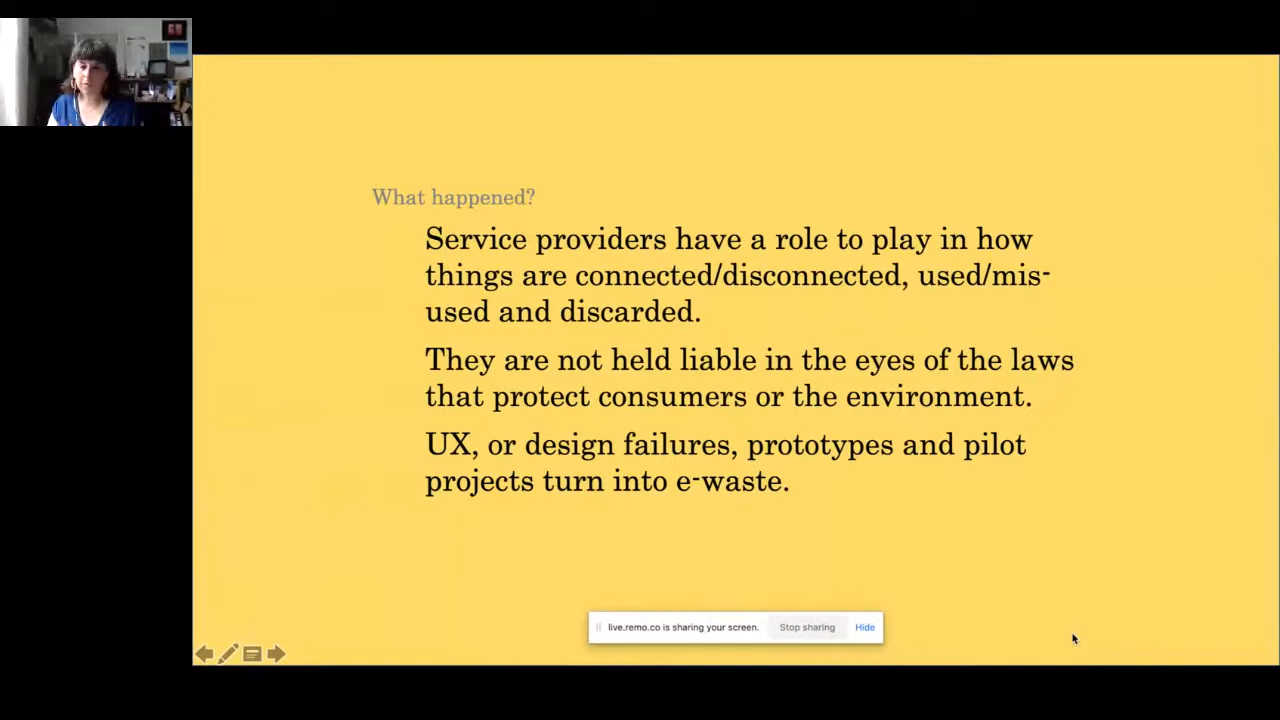 What happened?
Service providers have a role to play in how
things are connected/disconnected, used/mis-
used and discarded.
They are not held liable in the eyes of the laws
that protect consumers or the environment.
UX, or design failures, prototypes and pilot
projects turn into e-waste.
live.remo.co is sharing your screen. Stop sharing Hide